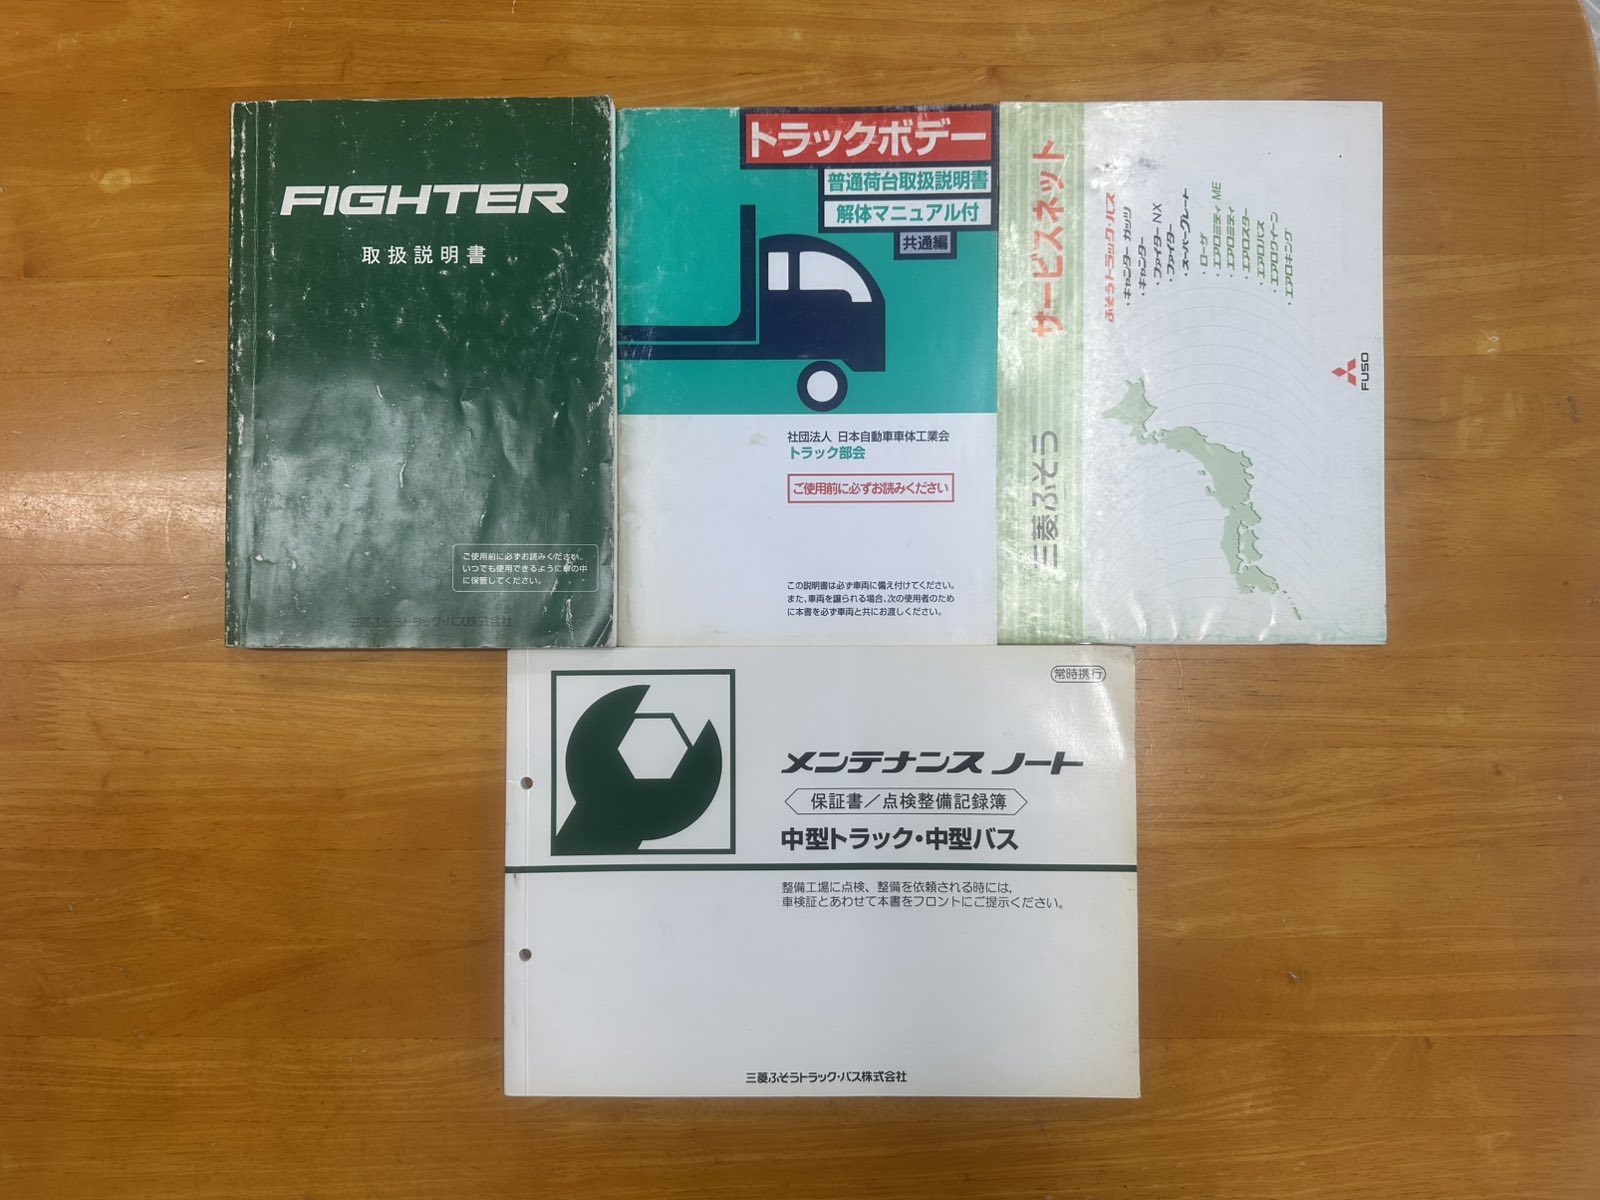 FIGHTER
取扱説明書
ご使用前に必ずお読みください。
いつでも使用できるように車の中
に保管してください。
三菱ふそうトラック・バス株式会社
トラックボデー
普通荷台取扱説明書
解体マニュアル付
共通編
社団法人 日本自動車車体工業会
トラック部会
ご使用前に必ずお読みください
この説明書は必ず車両に備え付けてください。
また、車両を譲られる場合、次の使用者のため
に本書を必ず車両と共にお渡しください。
三菱ふそう サービスネット
ふそうトラック・バス
・キャンター ガッツ
・キャンター
・ファイター NX
・ファイター
・スーパーグレート
・ローザ
・エアロミディ ME
・エアロミディ
・エアロスター
・エアロバス
・エアロクイーン
・エアロキング
FUSO
常時携行
メンテナンス ノート
保証書／点検整備記録簿
中型トラック・中型バス
整備工場に点検、整備を依頼される時には、
車検証とあわせて本書をフロントにご提示ください。
三菱ふそうトラック・バス株式会社